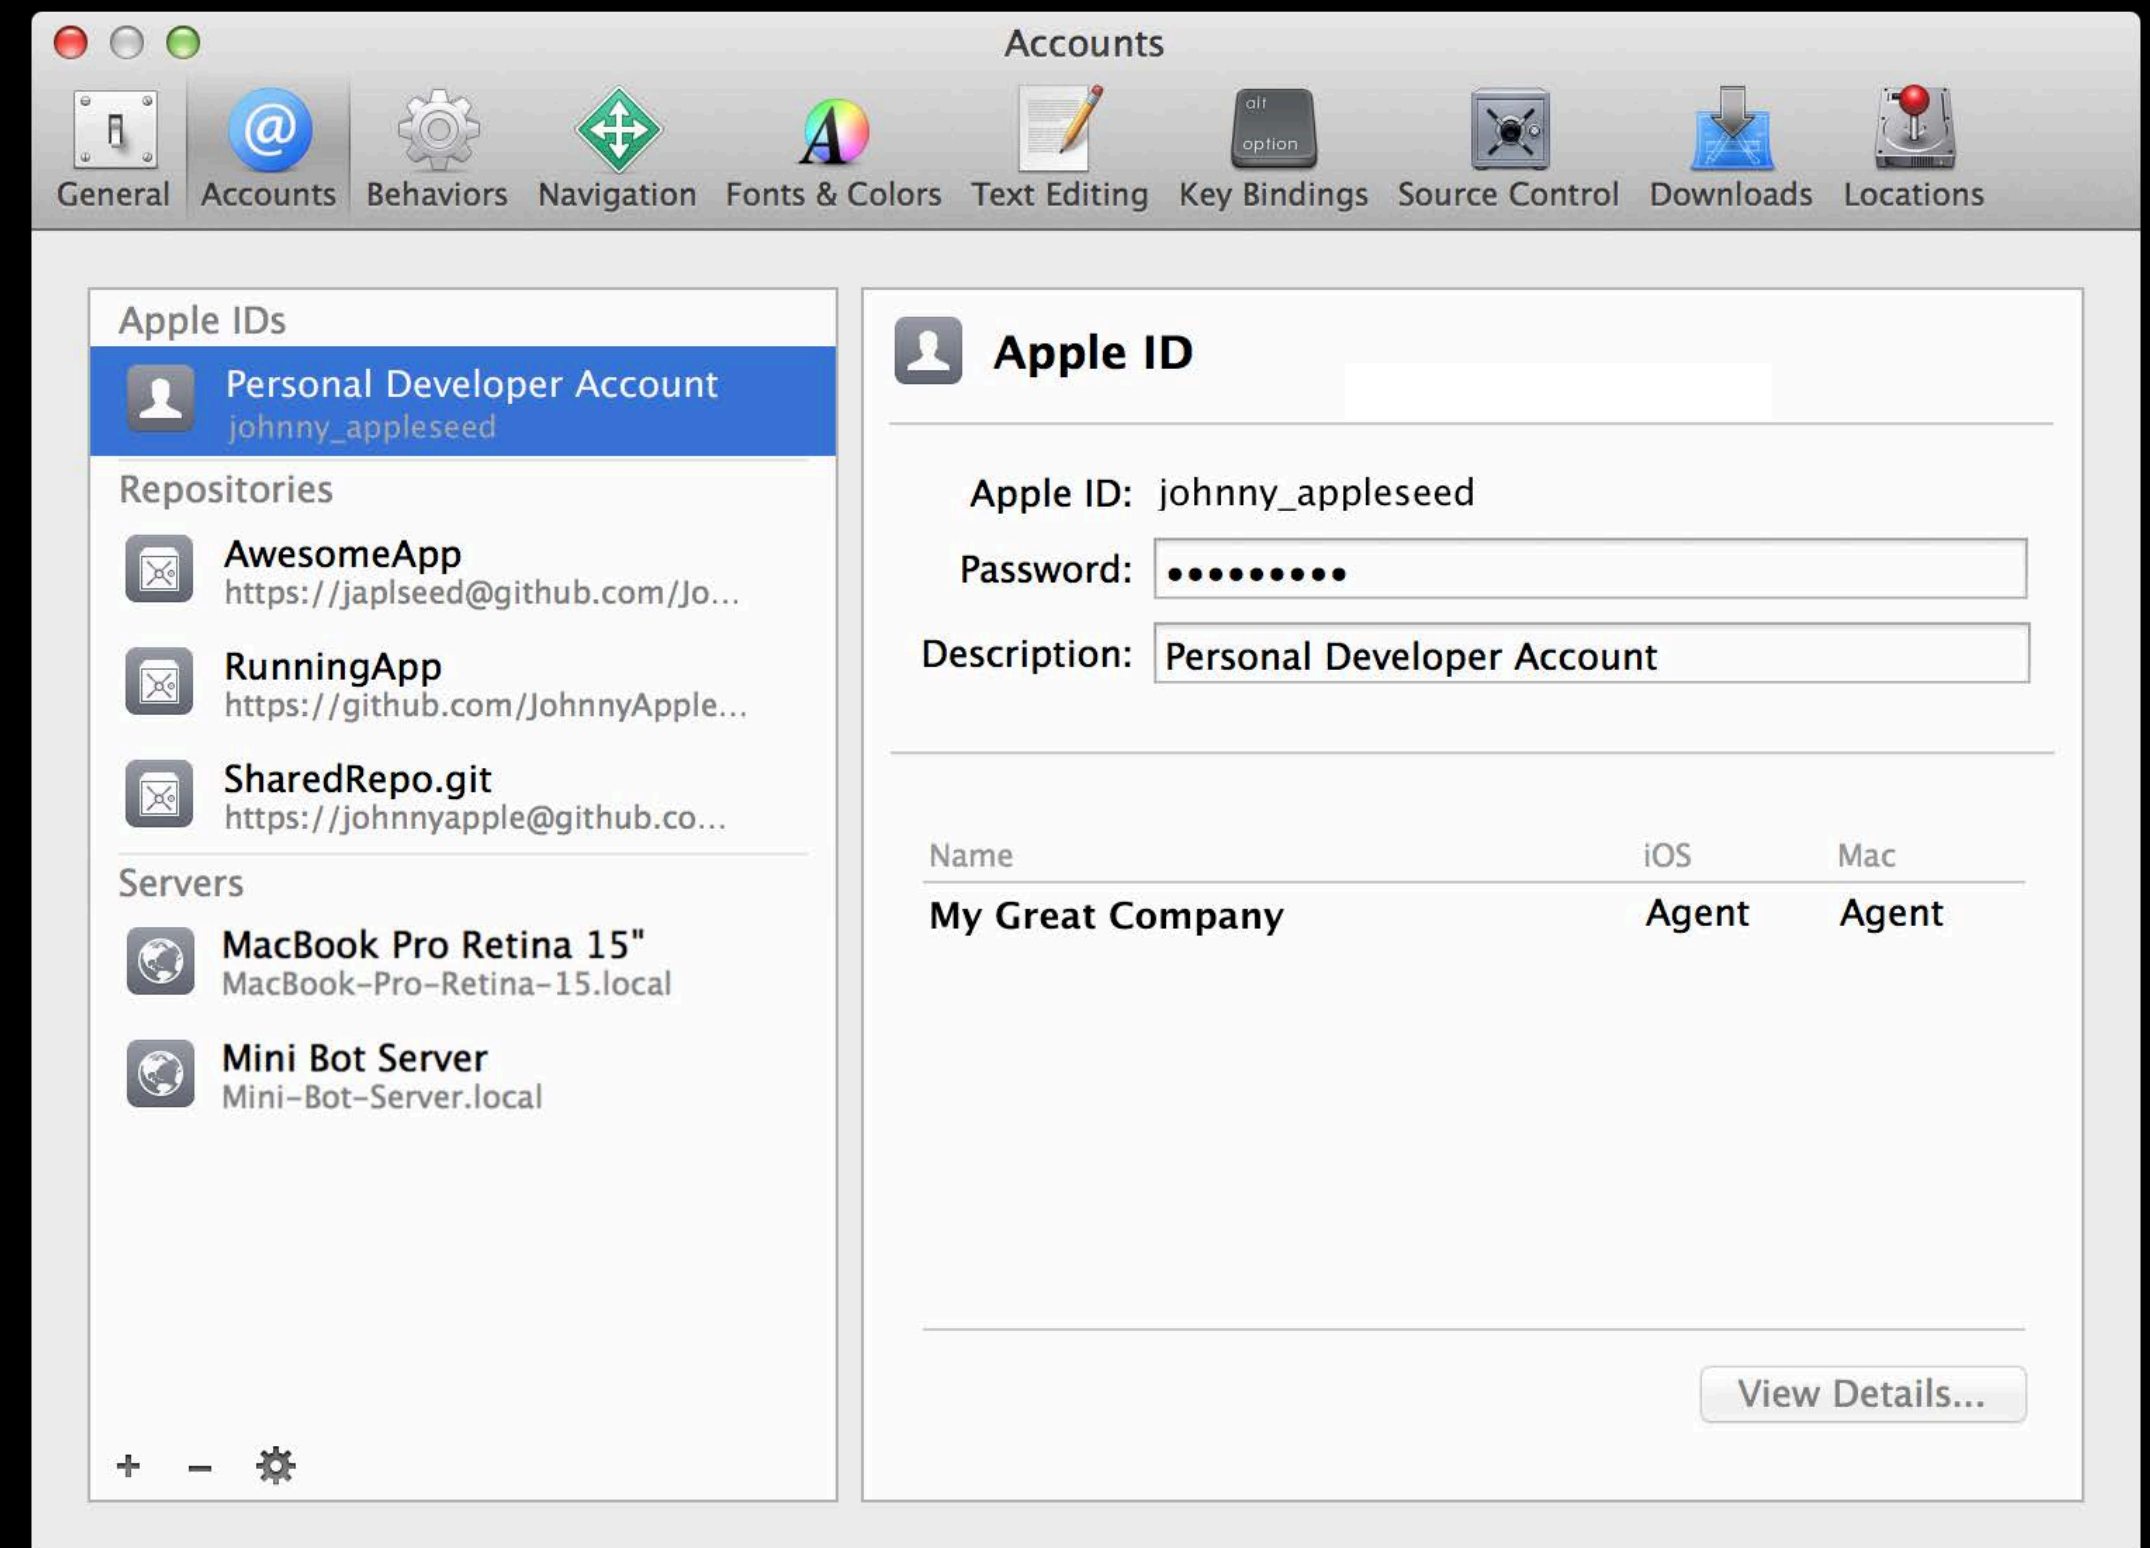 Accounts
alt
option
General Accounts Behaviors Navigation Fonts & Colors Text Editing Key Bindings Source Control Downloads Locations
Apple IDs
Personal Developer Account
johnny_appleseed
Repositories
AwesomeApp
https://japlseed@github.com/Jo...
RunningApp
https://github.com/JohnnyApple...
SharedRepo.git
https://johnnyapple@github.co...
Servers
MacBook Pro Retina 15"
MacBook-Pro-Retina-15.local
Mini Bot Server
Mini-Bot-Server.local
Apple ID
Apple ID: johnny_appleseed
Password: •••••••••
Description: Personal Developer Account
Name iOS Mac
My Great Company Agent Agent
View Details...